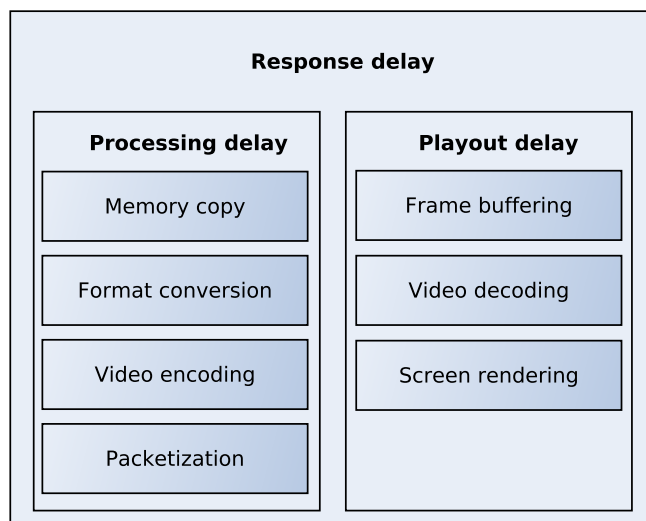 Response delay
Processing delay
Memory copy
Format conversion
Video encoding
Packetization
Playout delay
Frame buffering
Video decoding
Screen rendering